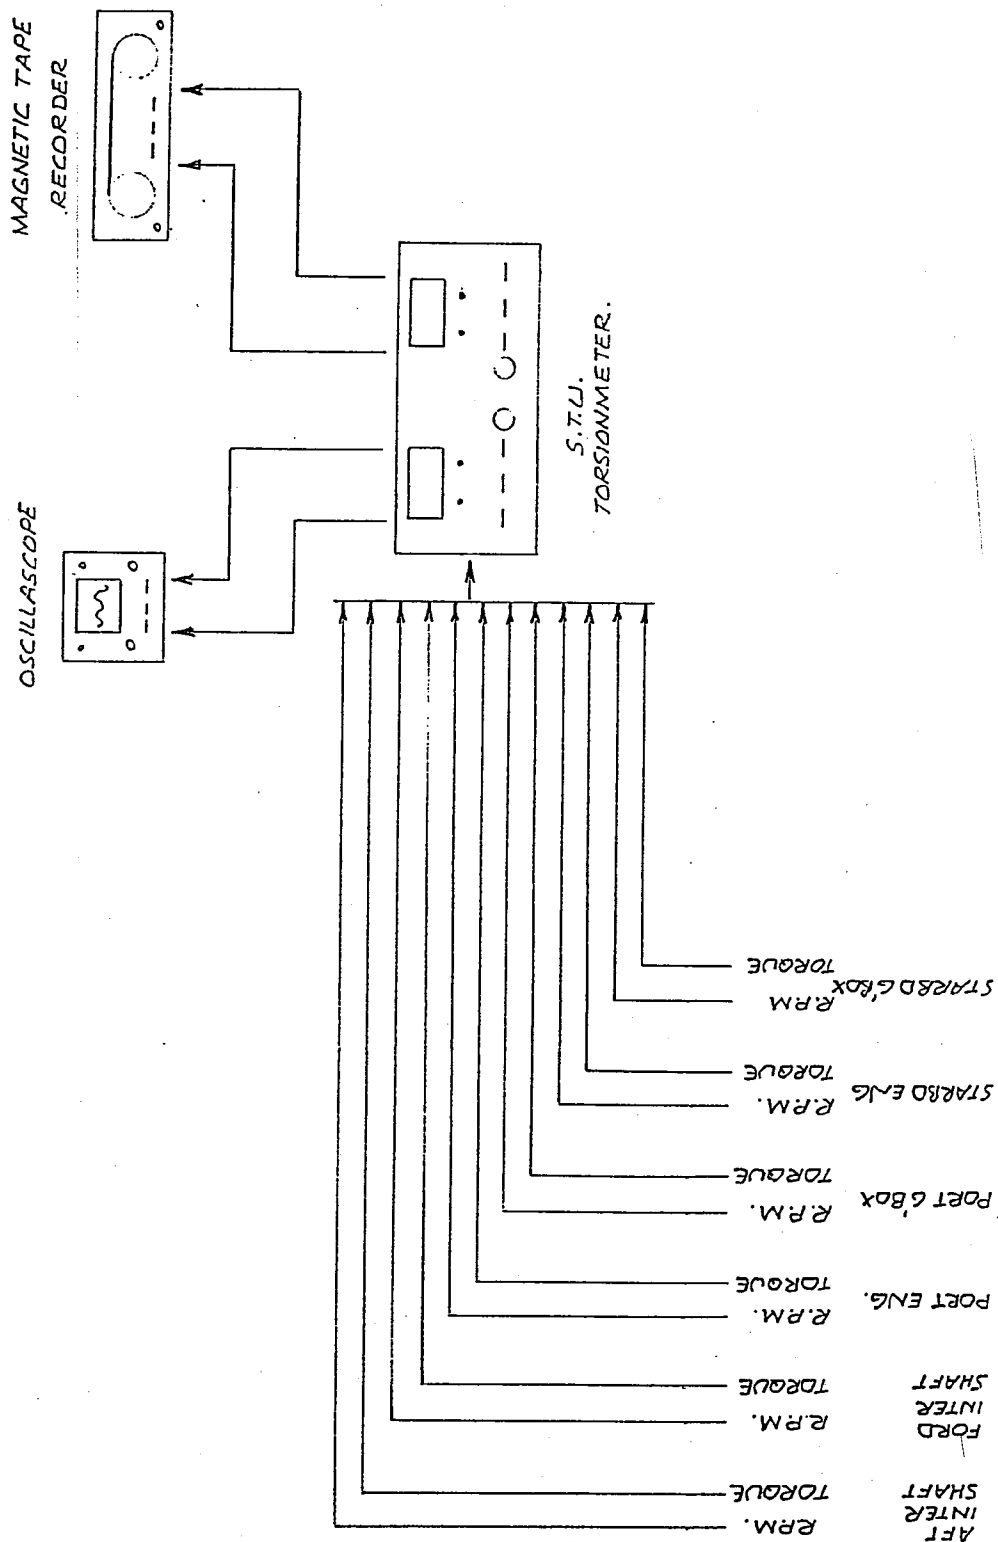 MAGNETIC TAPE
RECORDER
OSCILLASCOPE
S.T.U.
TORSIONMETER.
TORQUE
R.P.M
STARBD G'BOX
TORQUE
R.P.M.
STARBD ENG
TORQUE
R.P.M.
PORT G'BOX
TORQUE
R.P.M.
PORT ENG.
TORQUE
R.P.M.
FORD
INTER
SHAFT
TORQUE
R.P.M.
AFT
INTER
SHAFT